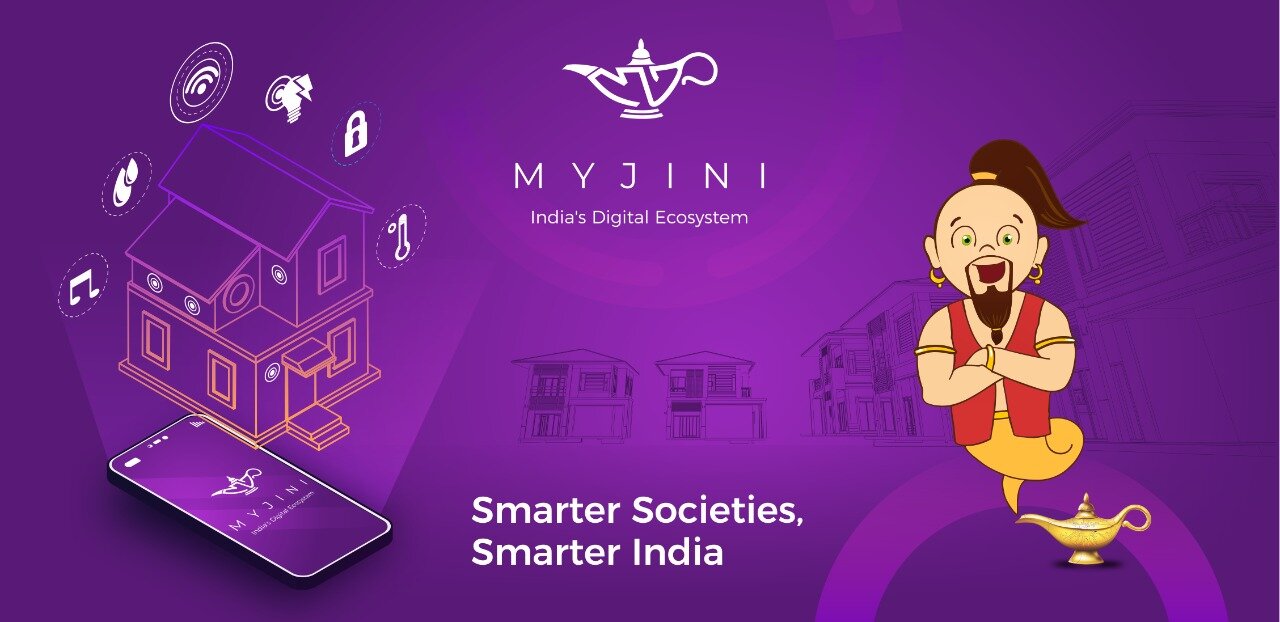 MYJINI
India's Digital Ecosystem
MYJINI
India's Digital Ecosystem
Smarter Societies,
Smarter India